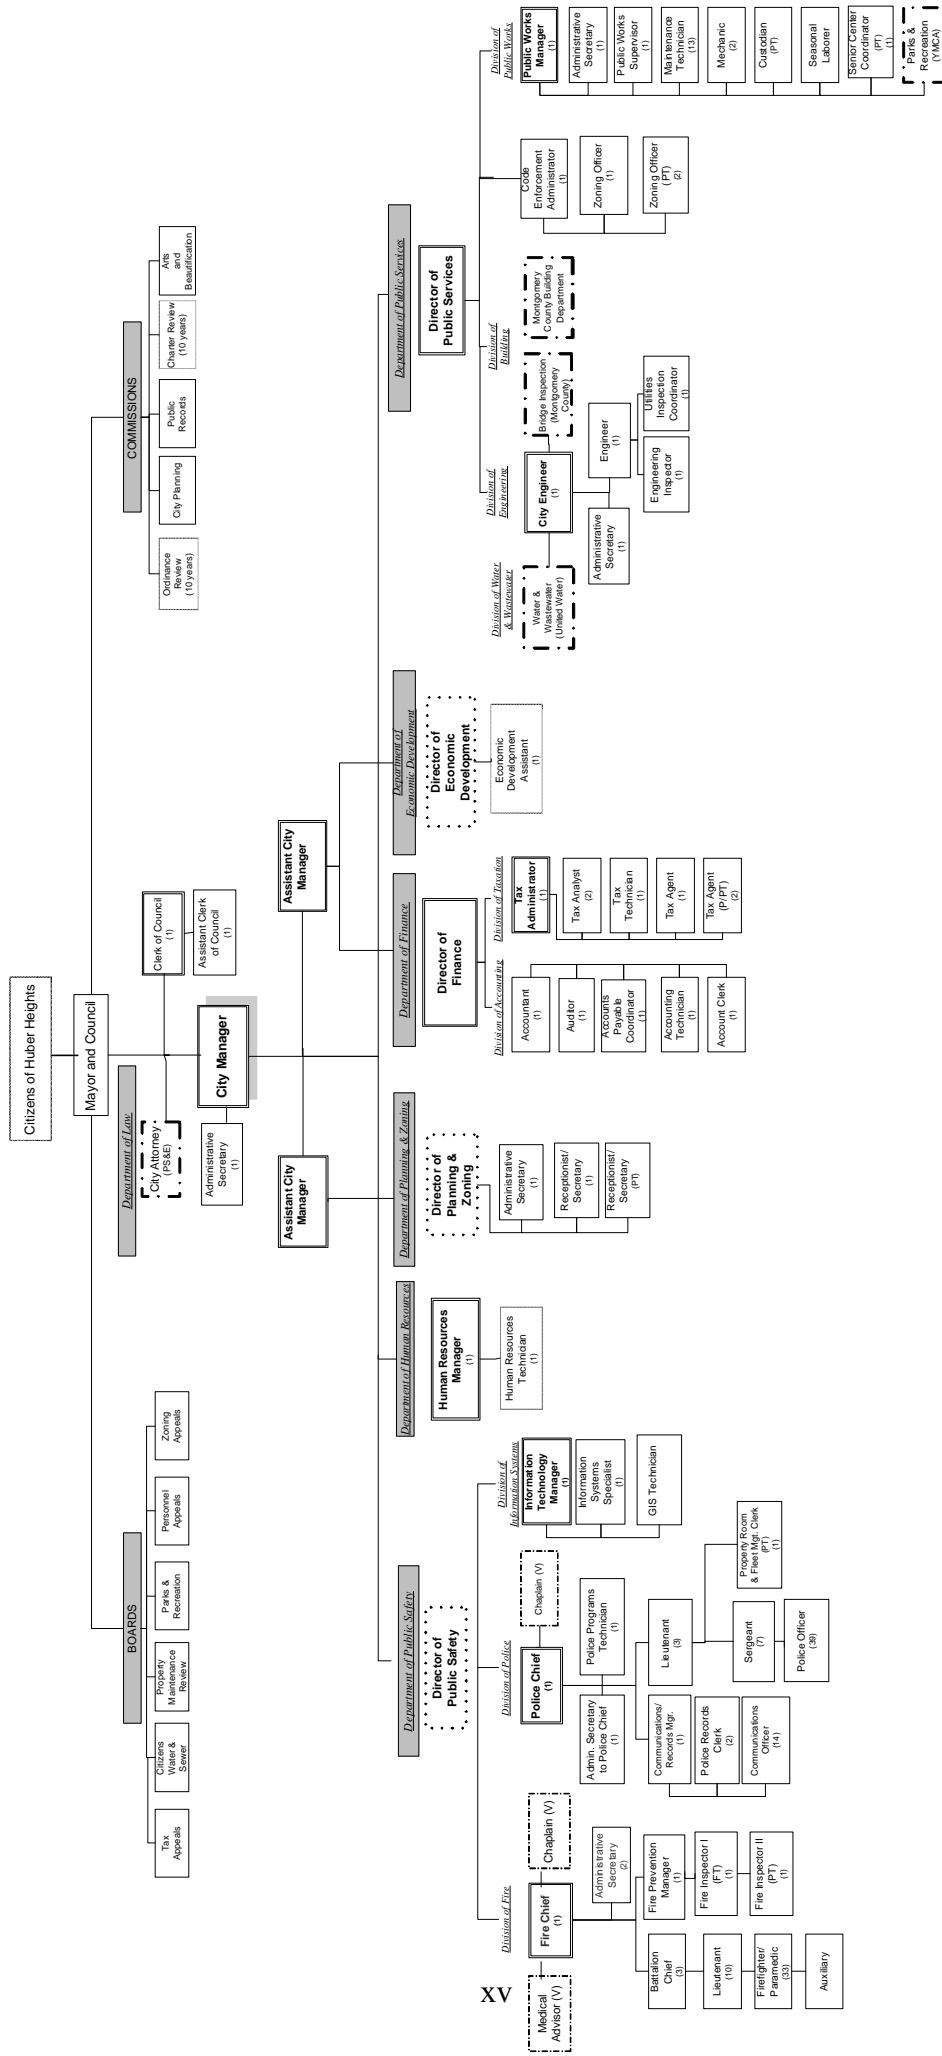 Citizens of Huber Heights
Mayor and Council
BOARDS
Tax
Appeals
Citizens
Water &
Sewer
Property
Maintenance
Review
Parks &
Recreation
Personnel
Appeals
Zoning
Appeals
COMMISSIONS
Ordinance
Review
(10 years)
City Planning
Public
Records
Charter Review
(10 years)
Arts
and
Beautification
Department of Law
City Attorney
(PS&E)
Clerk of Council
(1)
Assistant Clerk
of Council
(1)
City Manager
Administrative
Secretary
(1)
Assistant City
Manager
Assistant City
Manager
Department of Public Safety
Director of
Public Safety
Division of Fire
Medical
Advisor (V)
Fire Chief
(1)
Chaplain (V)
Administrative
Secretary
(2)
Battalion
Chief
(3)
Lieutenant
(10)
Firefighter/
Paramedic
(33)
Auxiliary
Fire Prevention
Manager
(1)
Fire Inspector I
(FT)
(1)
Fire Inspector II
(PT)
(1)
Division of Police
Police Chief
(1)
Chaplain (V)
Admin. Secretary
to Police Chief
(1)
Police Programs
Technician
(1)
Communications/
Records Mgr.
(1)
Police Records
Clerk
(2)
Communications
Officer
(14)
Lieutenant
(3)
Sergeant
(7)
Police Officer
(39)
Property Room
& Fleet Mgt. Clerk
(PT)
(1)
Division of
Information Systems
Information
Technology
Manager
(1)
Information
Systems
Specialist
(1)
GIS Technician
Department of Human Resources
Human Resources
Manager
(1)
Human Resources
Technician
(1)
Department of Planning & Zoning
Director of
Planning &
Zoning
Administrative
Secretary
(1)
Receptionist/
Secretary
(1)
Receptionist/
Secretary
(PT)
Department of Finance
Director of
Finance
Division of Accounting
Accountant
(1)
Auditor
(1)
Accounts
Payable
Coordinator
(1)
Accounting
Technician
(1)
Account Clerk
(1)
Division of Taxation
Tax
Administrator
(1)
Tax Analyst
(2)
Tax
Technician
(1)
Tax Agent
(1)
Tax Agent
(P/PT)
(2)
Department of
Economic Development
Director of
Economic
Development
Economic
Development
Assistant
(1)
Department of Public Services
Director of
Public Services
Division of Water
& Wastewater
Water &
Wastewater
(United Water)
Division of
Engineering
City Engineer
(1)
Bridge Inspection
(Montgomery
County)
Administrative
Secretary
(1)
Engineer
(1)
Engineering
Inspector
(1)
Utilities
Inspection
Coordinator
(1)
Division of
Building
Montgomery
County Building
Department
Code
Enforcement
Administrator
(1)
Zoning Officer
(1)
Zoning Officer
(PT)
(2)
Division of
Public Works
Public Works
Manager
(1)
Administrative
Secretary
(1)
Public Works
Supervisor
(1)
Maintenance
Technician
(13)
Mechanic
(2)
Custodian
(PT)
Seasonal
Laborer
Senior Center
Coordinator
(PT)
(1)
Parks &
Recreation
(YMCA)
XV